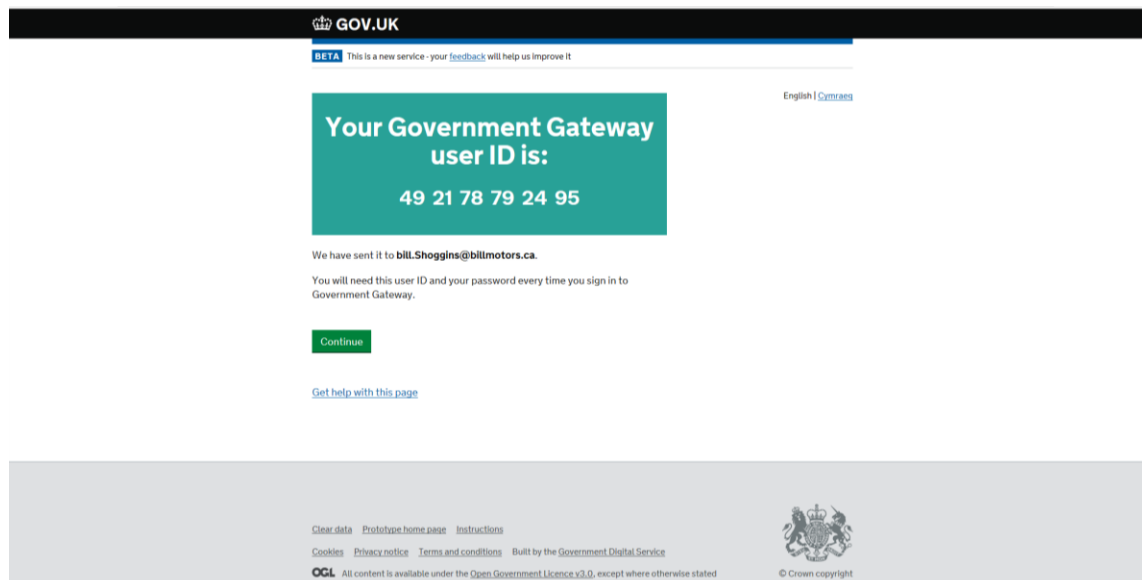 GOV.UK
BETA This is a new service - your feedback will help us improve it
English | Cymraeg
Your Government Gateway
user ID is:
49 21 78 79 24 95
We have sent it to bill.Shoggins@billmotors.ca.
You will need this user ID and your password every time you sign in to
Government Gateway.
Continue
Get help with this page
Clear data Prototype home page Instructions
Cookies Privacy notice Terms and conditions Built by the Government Digital Service
OGL All content is available under the Open Government Licence v3.0, except where otherwise stated
© Crown copyright